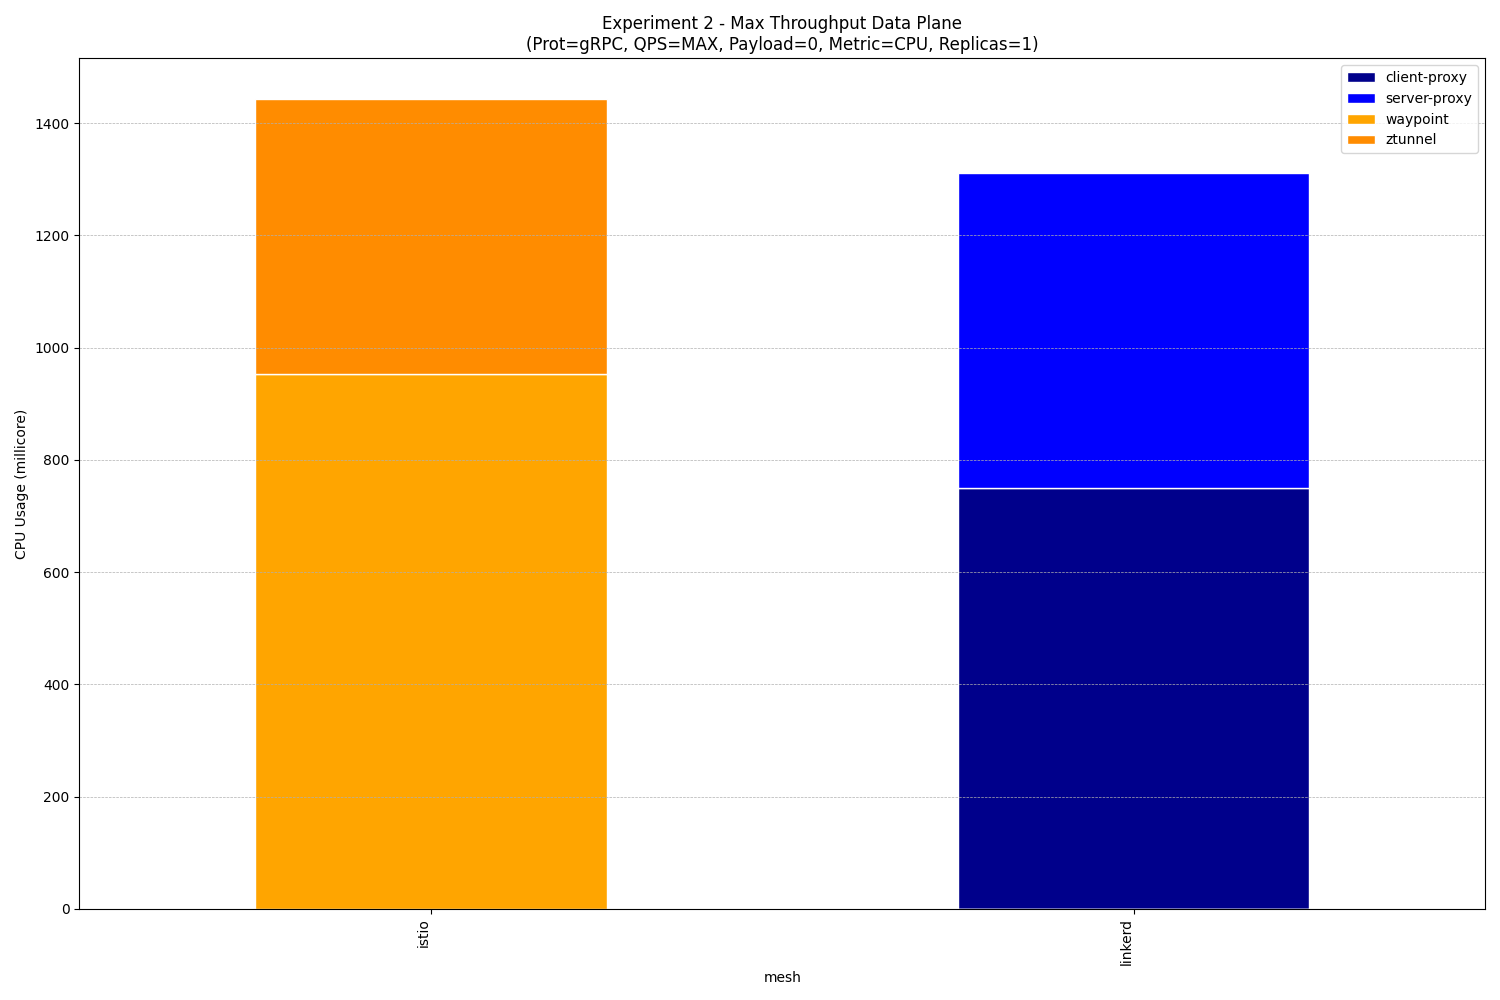 Experiment 2 - Max Throughput Data Plane
(Prot=gRPC, QPS=MAX, Payload=0, Metric=CPU, Replicas=1)
client-proxy
server-proxy
waypoint
ztunnel
CPU Usage (millicore)
1400
1200
1000
800
600
400
200
0
istio
linkerd
mesh